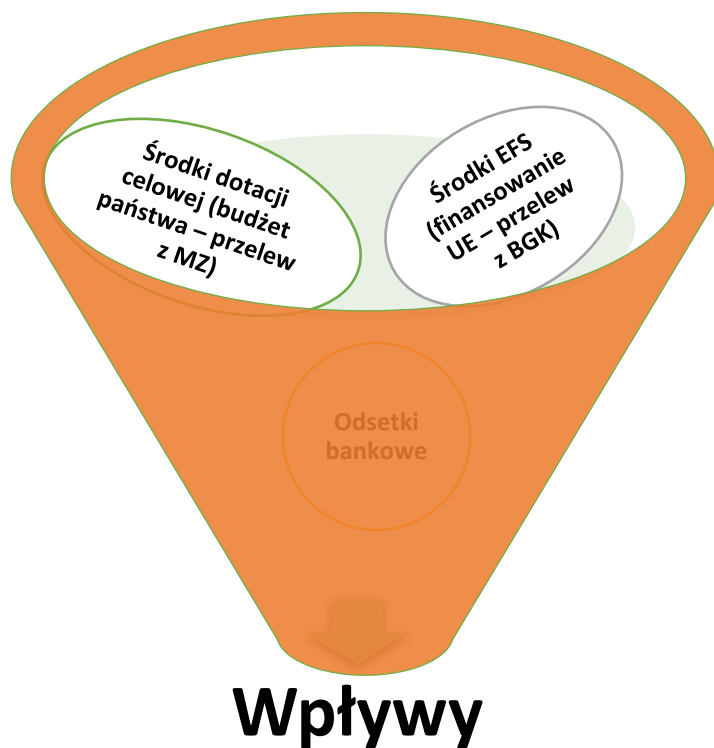 Środki dotacji
celowej (budżet
państwa – przelew
z MZ)
Środki EFS
(finansowanie
UE – przelew
z BGK)
Odsetki
bankowe
Wpływy